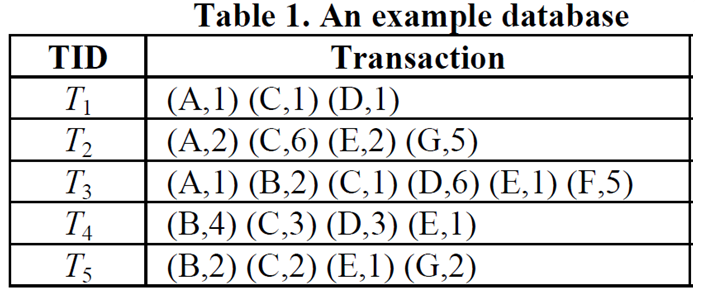 Table 1. An example database
TID Transaction
T1 (A,1) (C,1) (D,1)
T2 (A,2) (C,6) (E,2) (G,5)
T3 (A,1) (B,2) (C,1) (D,6) (E,1) (F,5)
T4 (B,4) (C,3) (D,3) (E,1)
T5 (B,2) (C,2) (E,1) (G,2)